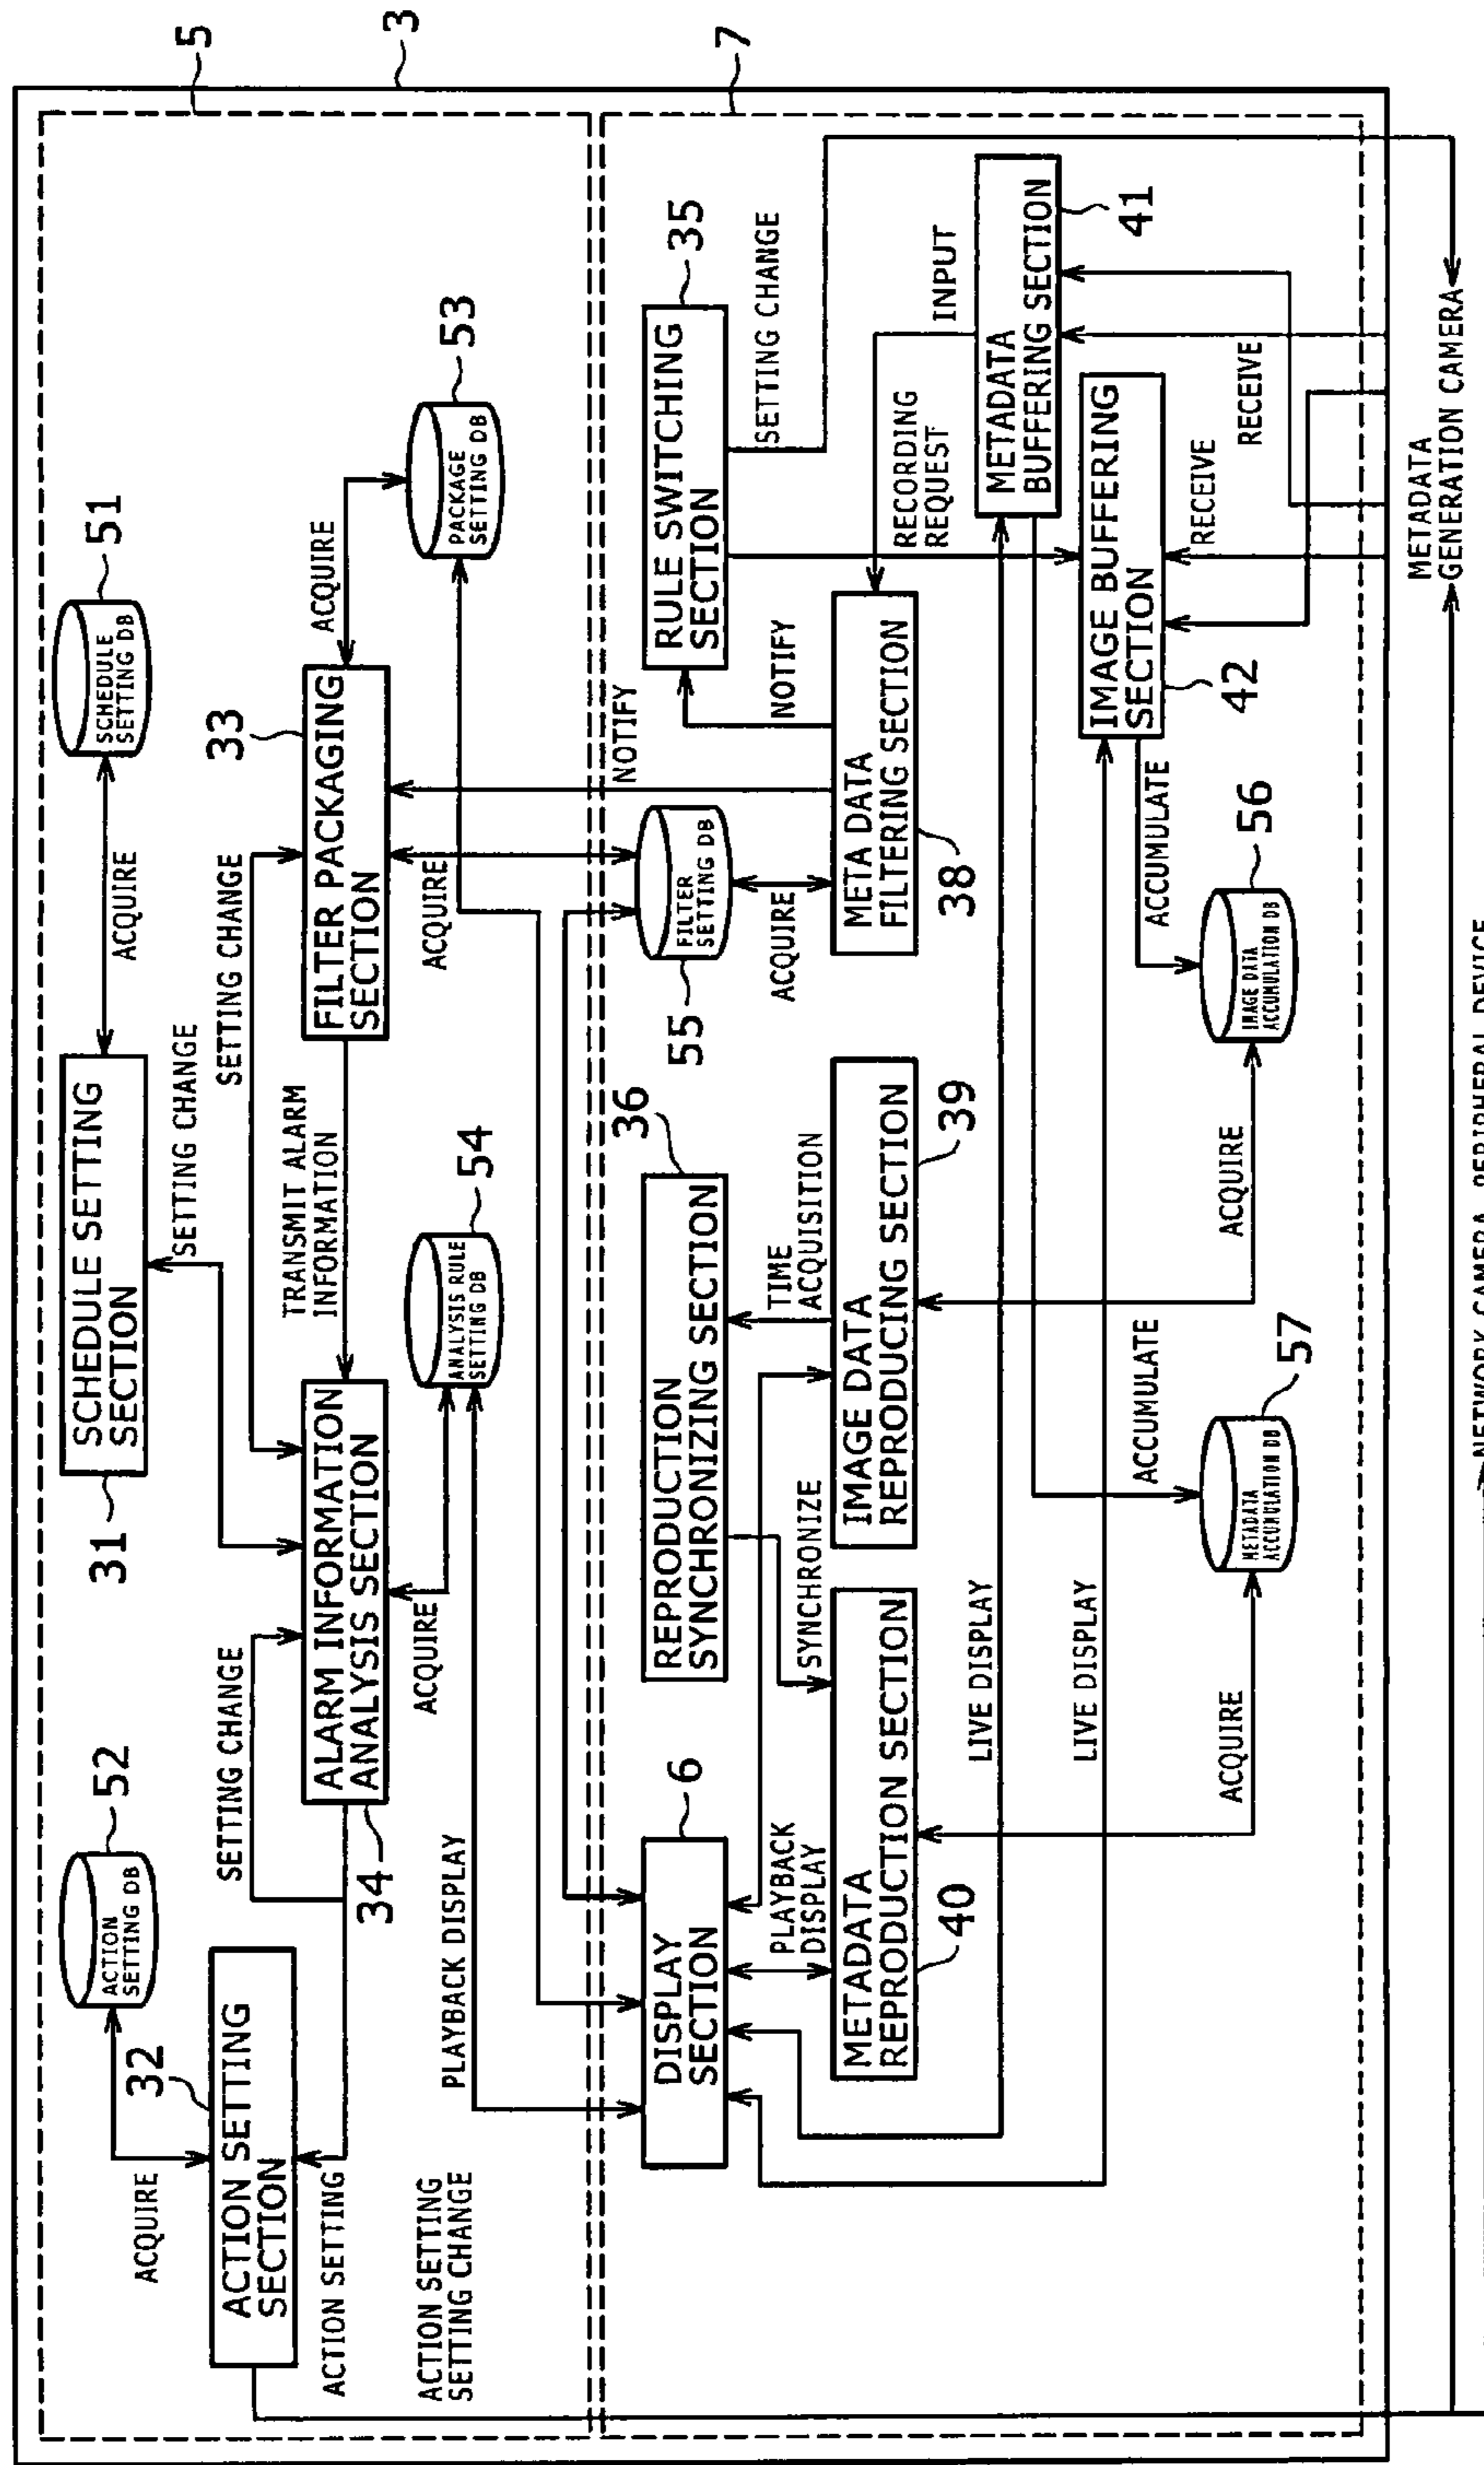 5
3
7
ACTION
SETTING DB
52
ACQUIRE
32
ACTION SETTING
SECTION
ACTION SETTING
ACTION SETTING
SETTING CHANGE
SCHEDULE SETTING
SECTION
31
SCHEDULE
SETTING DB
51
ACQUIRE
SETTING CHANGE
SETTING CHANGE
ALARM INFORMATION
ANALYSIS SECTION
34
SETTING CHANGE
TRANSMIT ALARM
INFORMATION
FILTER PACKAGING
SECTION
33
ACQUIRE
PACKAGE
SETTING DB
53
ACQUIRE
ANALYSIS RULE
SETTING DB
54
PLAYBACK DISPLAY
ACQUIRE
NOTIFY
DISPLAY
SECTION
6
REPRODUCTION
SYNCHRONIZING SECTION
36
FILTER
SETTING DB
55
RULE SWITCHING
SECTION
35
SETTING CHANGE
PLAYBACK
DISPLAY
SYNCHRONIZE
TIME
ACQUISITION
ACQUIRE
NOTIFY
RECORDING
REQUEST
INPUT
METADATA
REPRODUCTION SECTION
40
IMAGE DATA
REPRODUCING SECTION
39
META DATA
FILTERING SECTION
38
METADATA
BUFFERING SECTION
41
LIVE DISPLAY
LIVE DISPLAY
IMAGE BUFFERING
SECTION
42
ACCUMULATE
ACCUMULATE
RECEIVE
RECEIVE
ACQUIRE
METADATA
ACCUMULATION DB
57
ACQUIRE
IMAGE DATA
ACCUMULATION DB
56
METADATA
GENERATION CAMERA
NETWORK CAMERA, PERIPHERAL DEVICE